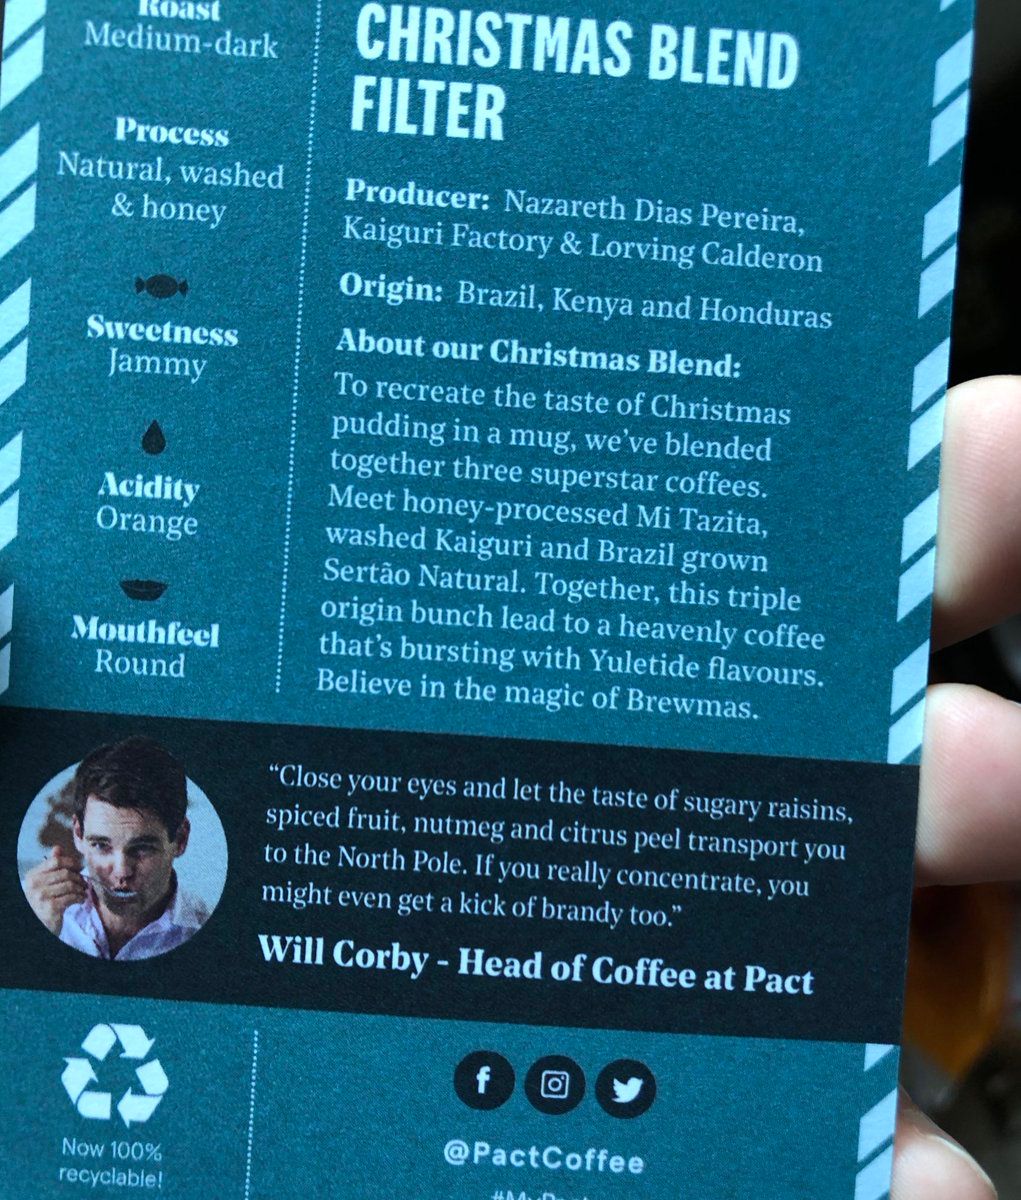 Roast
Medium-dark
Process
Natural, washed
& honey
Sweetness
Jammy
Acidity
Orange
Mouthfeel
Round
CHRISTMAS BLEND
FILTER
Producer: Nazareth Dias Pereira,
Kaiguri Factory & Lorving Calderon
Origin: Brazil, Kenya and Honduras
About our Christmas Blend:
To recreate the taste of Christmas
pudding in a mug, we've blended
together three superstar coffees.
Meet honey-processed Mi Tazita,
washed Kaiguri and Brazil grown
Sertão Natural. Together, this triple
origin bunch lead to a heavenly coffee
that's bursting with Yuletide flavours.
Believe in the magic of Brewmas.
“Close your eyes and let the taste of sugary raisins,
spiced fruit, nutmeg and citrus peel transport you
to the North Pole. If you really concentrate, you
might even get a kick of brandy too.”
Will Corby - Head of Coffee at Pact
Now 100%
recyclable!
@PactCoffee